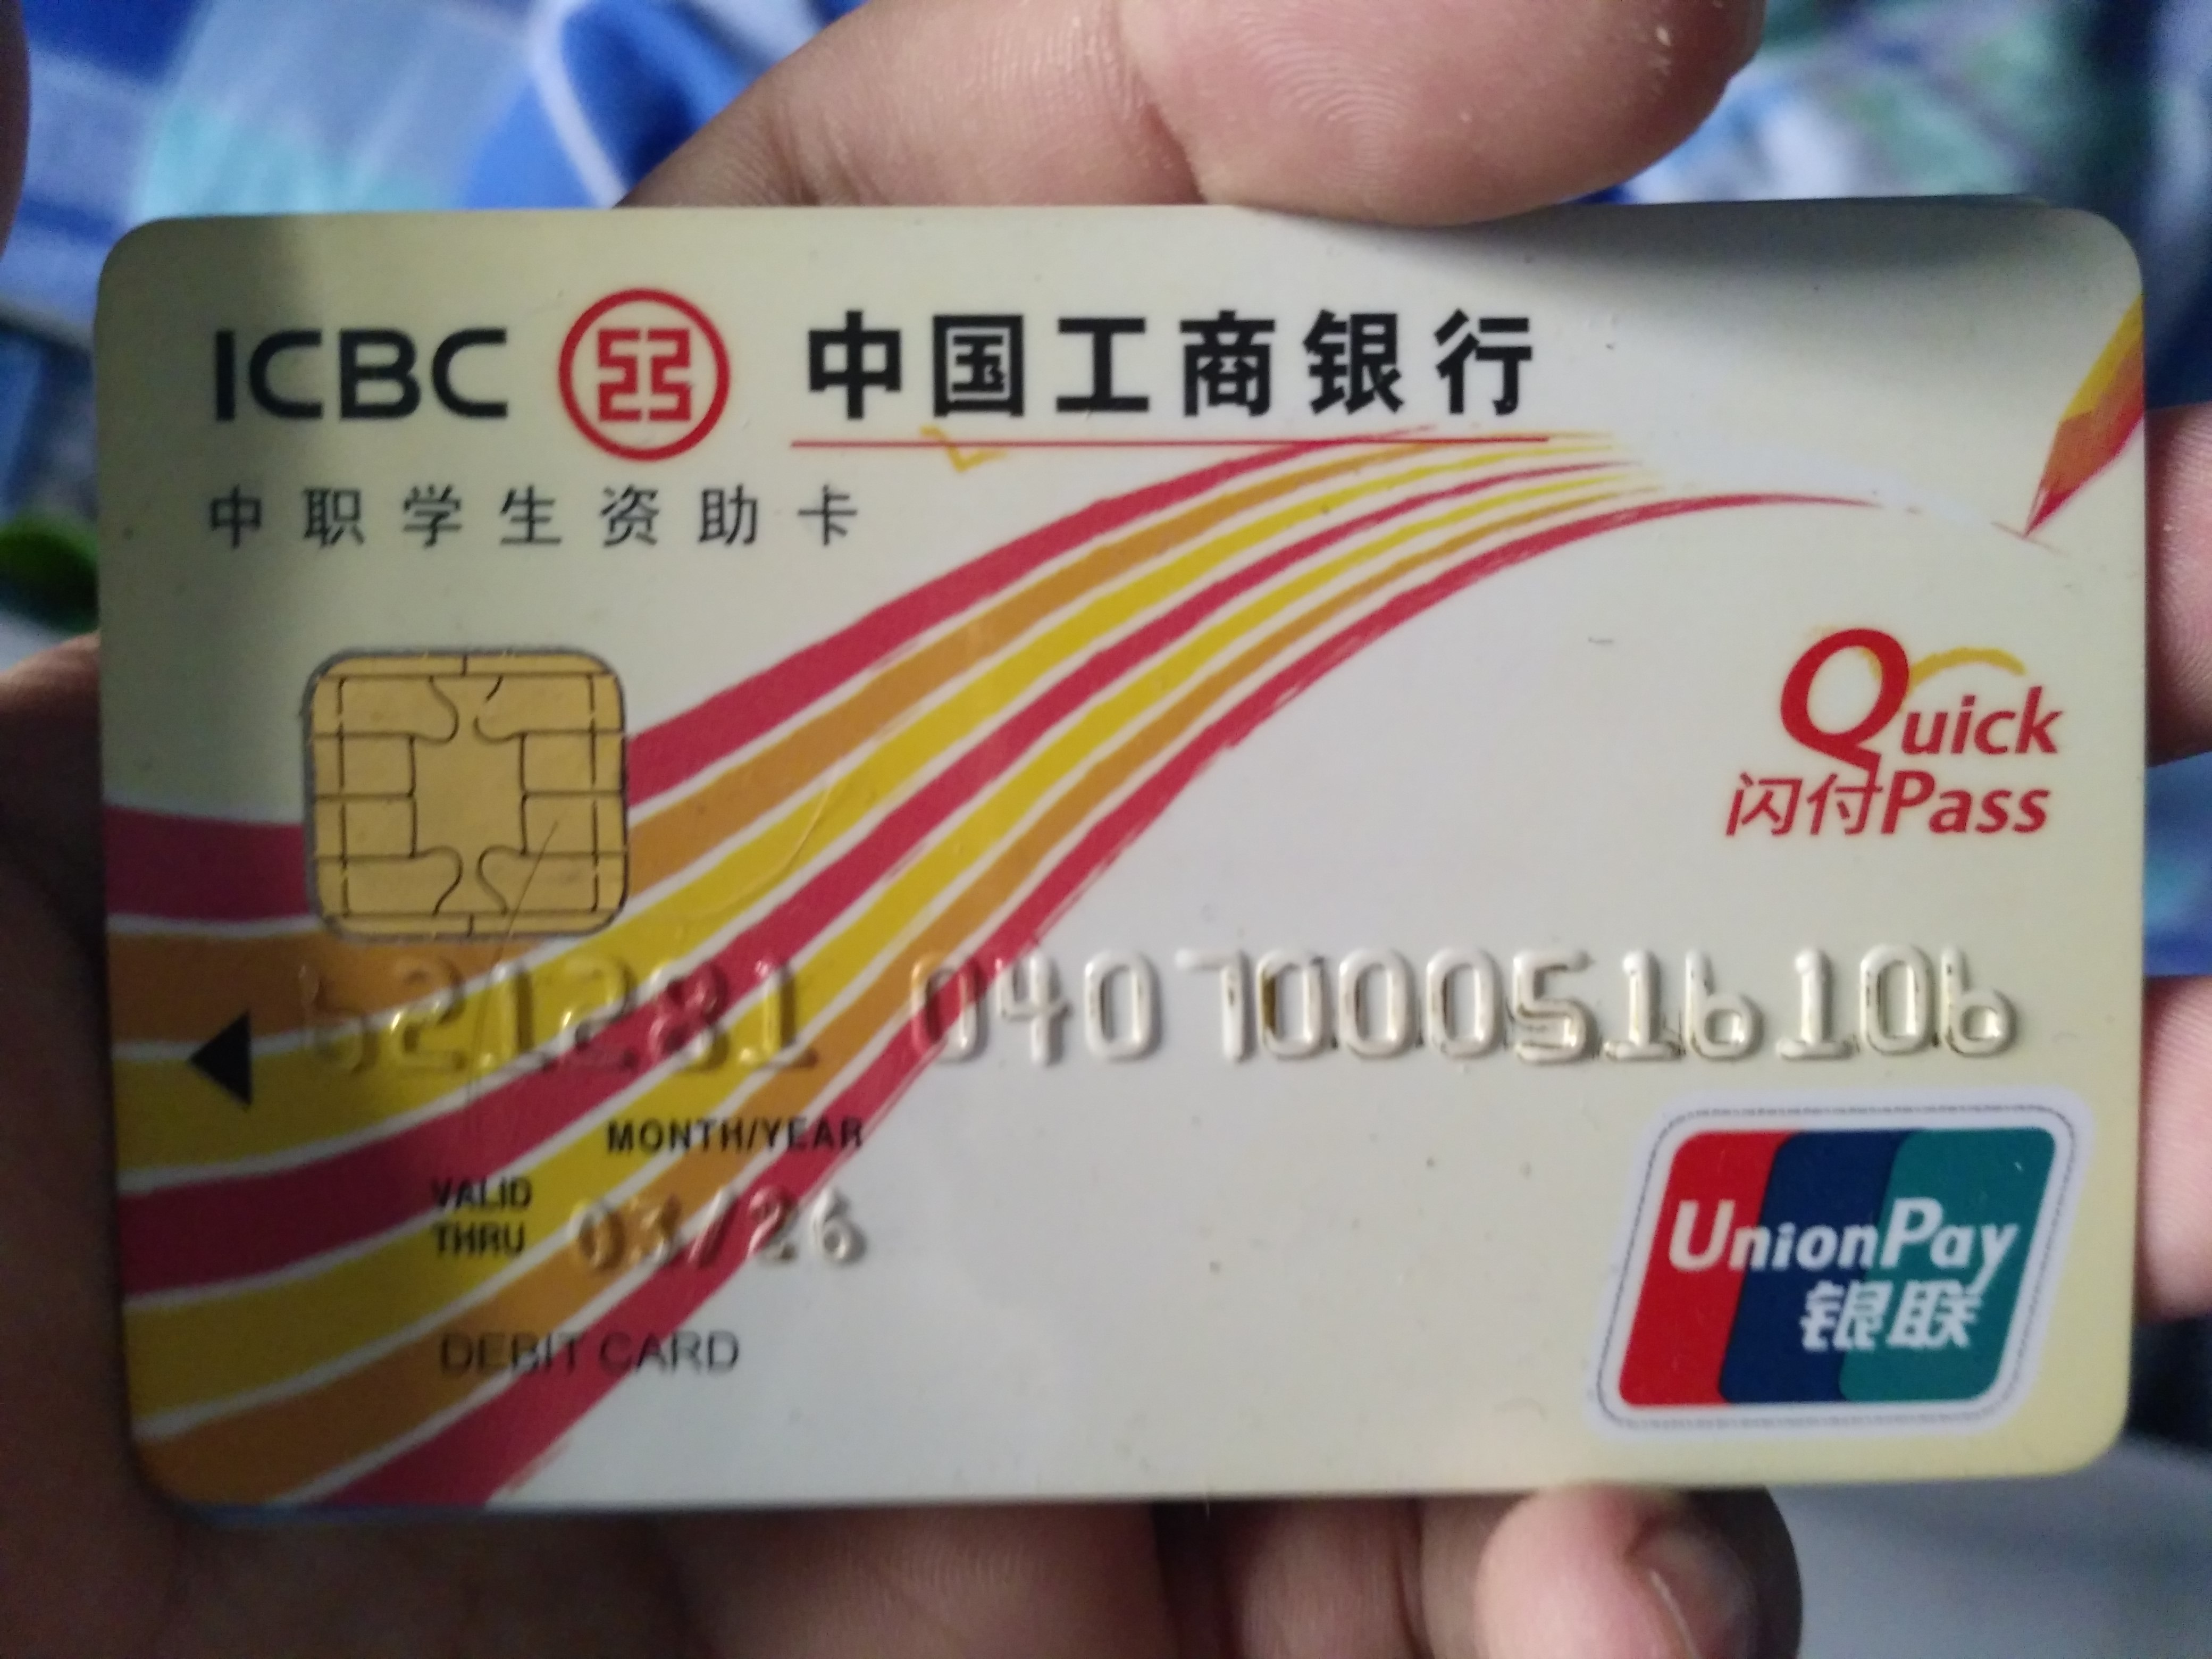 ICBC 中国工商银行
中职学生资助卡
Quick
闪付Pass
621281 0407000516106
MONTH/YEAR
VALID
THRU 03/26
DEBIT CARD
UnionPay
银联